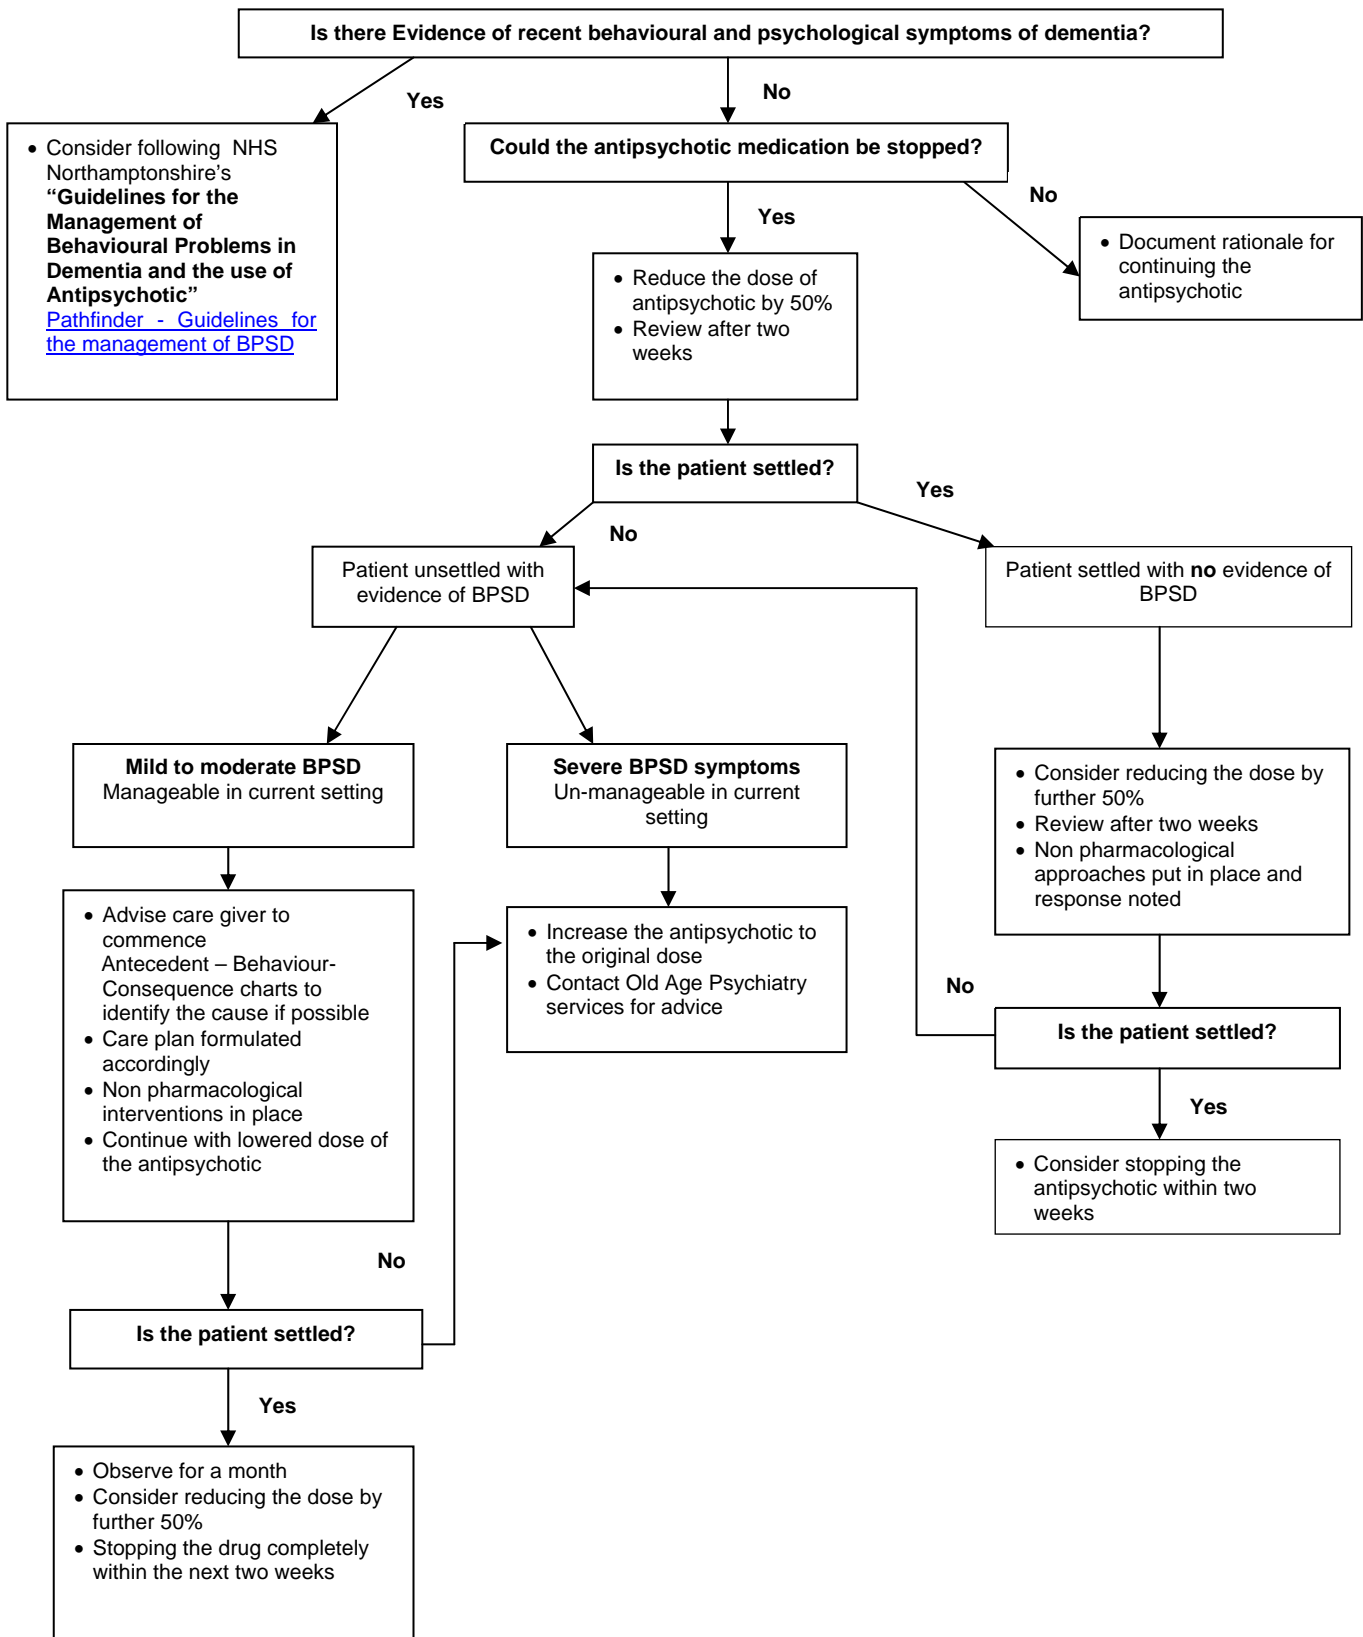 Is there Evidence of recent behavioural and psychological symptoms of dementia?
Yes
No
• Consider following NHS
Northamptonshire's
“Guidelines for the
Management of
Behavioural Problems in
Dementia and the use of
Antipsychotic”
Pathfinder - Guidelines for
the management of BPSD
Could the antipsychotic medication be stopped?
Yes
No
• Document rationale for
continuing the
antipsychotic
• Reduce the dose of
antipsychotic by 50%
• Review after two
weeks
Is the patient settled?
No
Yes
Patient unsettled with
evidence of BPSD
Patient settled with no evidence of
BPSD
Mild to moderate BPSD
Manageable in current setting
Severe BPSD symptoms
Un-manageable in current
setting
• Consider reducing the dose by
further 50%
• Review after two weeks
• Non pharmacological
approaches put in place and
response noted
• Advise care giver to
commence
Antecedent – Behaviour-
Consequence charts to
identify the cause if possible
• Care plan formulated
accordingly
• Non pharmacological
interventions in place
• Continue with lowered dose of
the antipsychotic
• Increase the antipsychotic to
the original dose
• Contact Old Age Psychiatry
services for advice
No
Is the patient settled?
Yes
• Consider stopping the
antipsychotic within two
weeks
No
Is the patient settled?
Yes
• Observe for a month
• Consider reducing the dose by
further 50%
• Stopping the drug completely
within the next two weeks